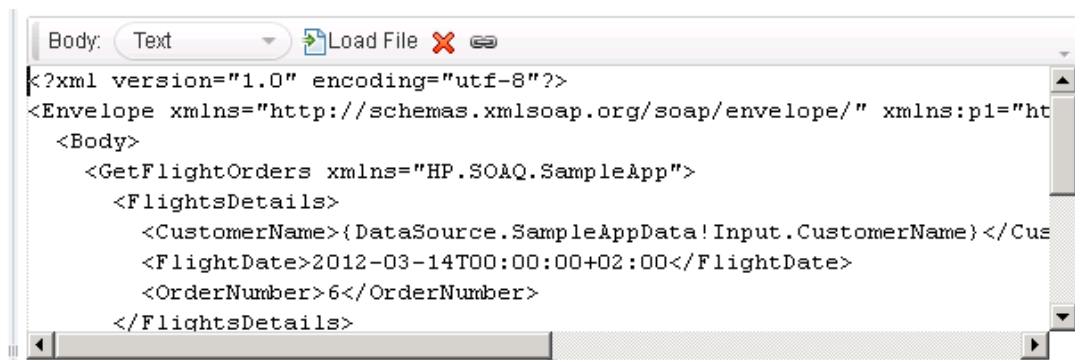 Body: Text Load File
<?xml version="1.0" encoding="utf-8"?>
<Envelope xmlns="http://schemas.xmlsoap.org/soap/envelope/" xmlns:p1="ht
<Body>
<GetFlightOrders xmlns="HP.SOAQ.SampleApp">
<FlightsDetails>
<CustomerName>{DataSource.SampleAppData!Input.CustomerName}</Cus
<FlightDate>2012-03-14T00:00:00+02:00</FlightDate>
<OrderNumber>6</OrderNumber>
</FlightsDetails>